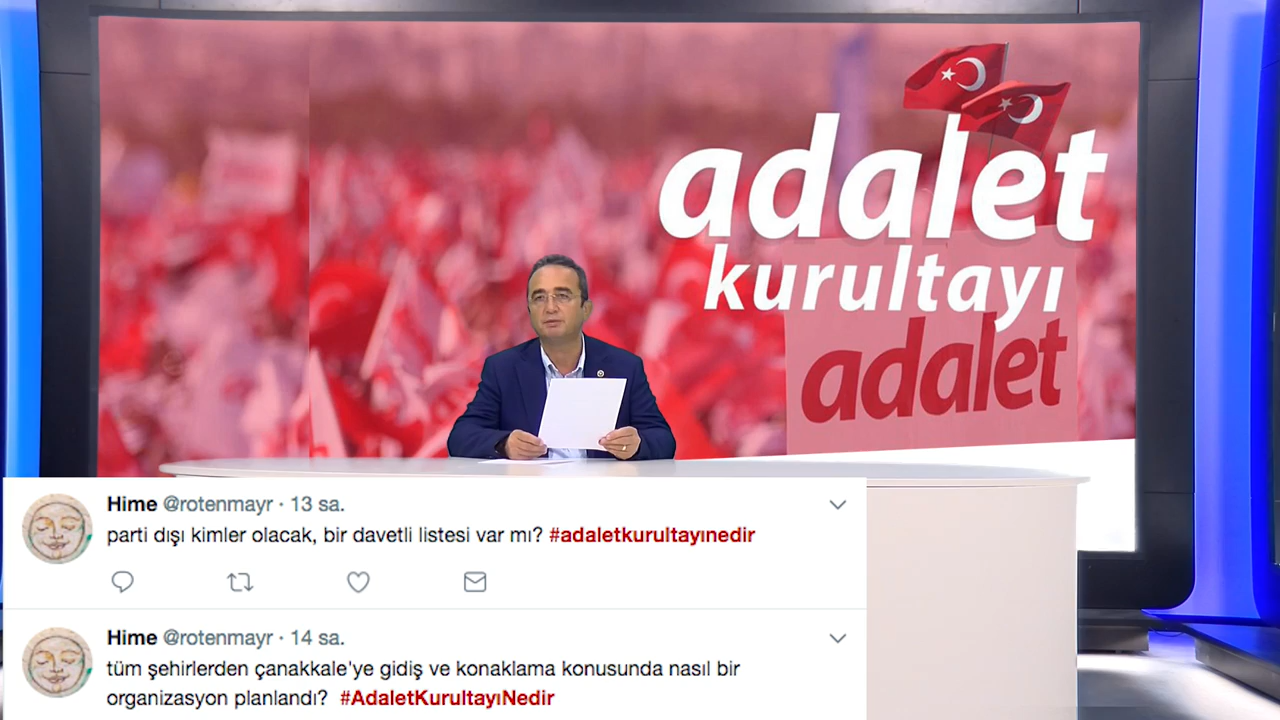 adalet
kurultayı
adalet
Hime @rotenmayr · 13 sa.
parti dışı kimler olacak, bir davetli listesi var mı? #adaletkurultayınedir
Hime @rotenmayr · 14 sa.
tüm şehirlerden çanakkale'ye gidiş ve konaklama konusunda nasıl bir
organizasyon planlandı? #AdaletKurultayıNedir